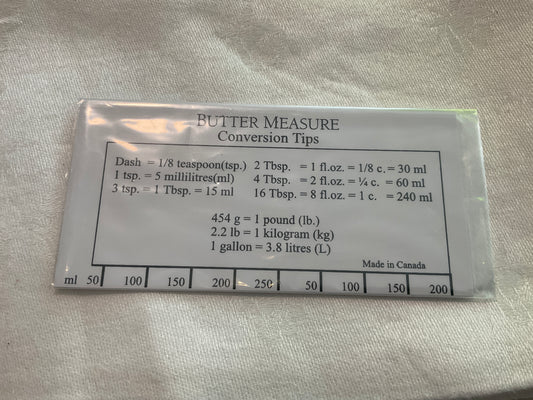 BUTTER MEASURE
Conversion Tips
Dash = 1/8 teaspoon(tsp.) 2 Tbsp. = 1 fl.oz. = 1/8 c. = 30 ml
1 tsp. = 5 millilitres(ml) 4 Tbsp. = 2 fl.oz. = ¼ c. = 60 ml
3 tsp. = 1 Tbsp. = 15 ml 16 Tbsp. = 8 fl.oz. = 1 c. = 240 ml
454 g = 1 pound (lb.)
2.2 lb = 1 kilogram (kg)
1 gallon = 3.8 litres (L)
Made in Canada
ml 50 100 150 200 250 50 100 150 200